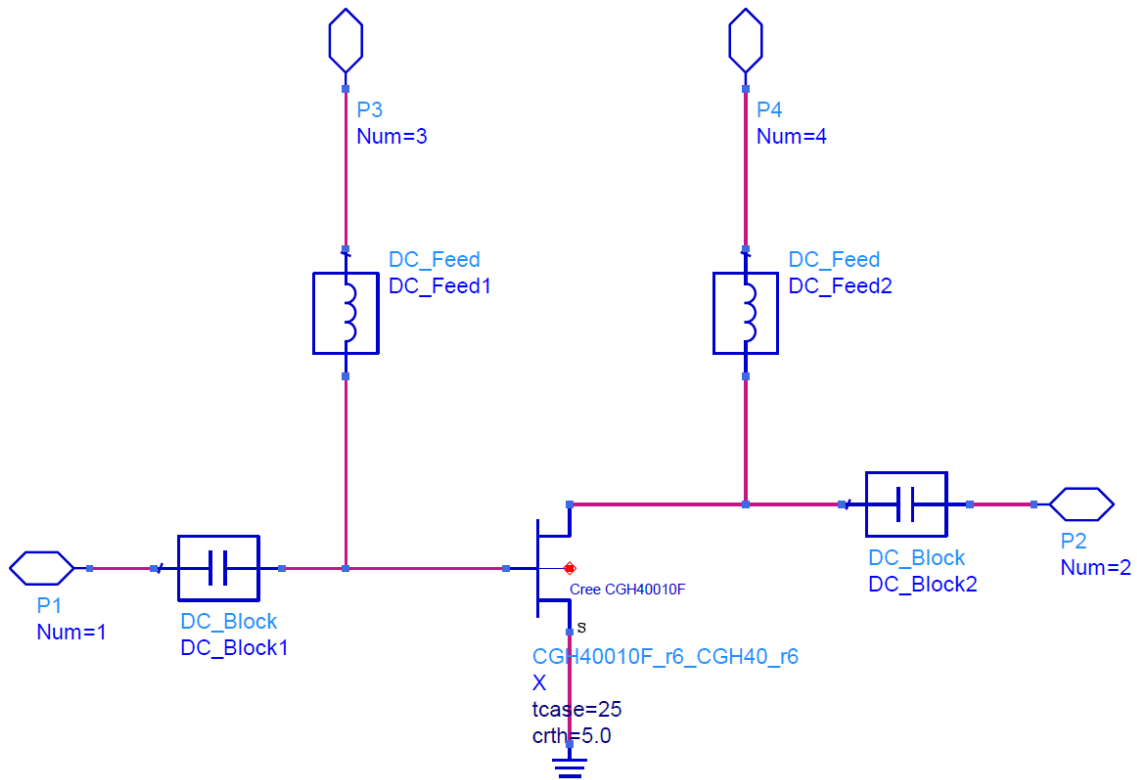 P3
Num=3
P4
Num=4
DC_Feed
DC_Feed1
DC_Feed
DC_Feed2
P1
Num=1
DC_Block
DC_Block1
Cree CGH40010F
S
CGH40010F_r6_CGH40_r6
X
tcase=25
crth=5.0
DC_Block
DC_Block2
P2
Num=2